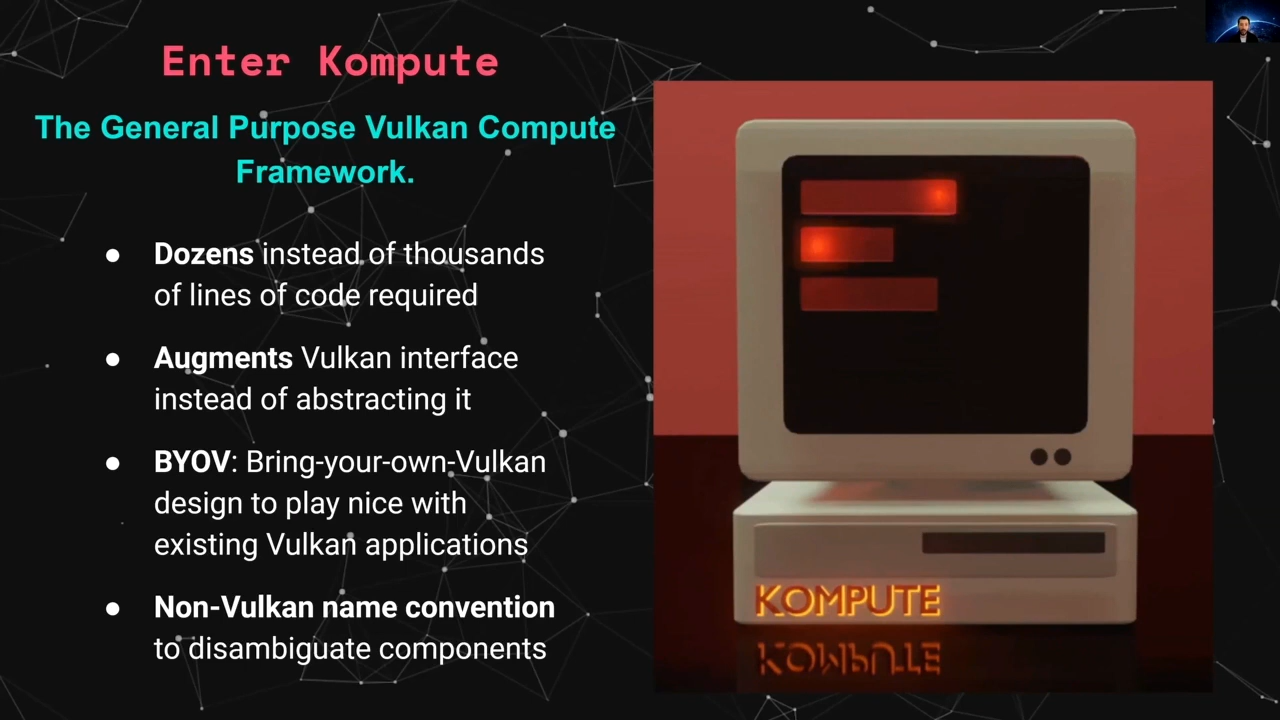 Enter Kompute
The General Purpose Vulkan Compute
Framework.
● Dozens instead of thousands
of lines of code required
● Augments Vulkan interface
instead of abstracting it
● BYOV: Bring-your-own-Vulkan
design to play nice with
existing Vulkan applications
● Non-Vulkan name convention
to disambiguate components
KOMPUTE